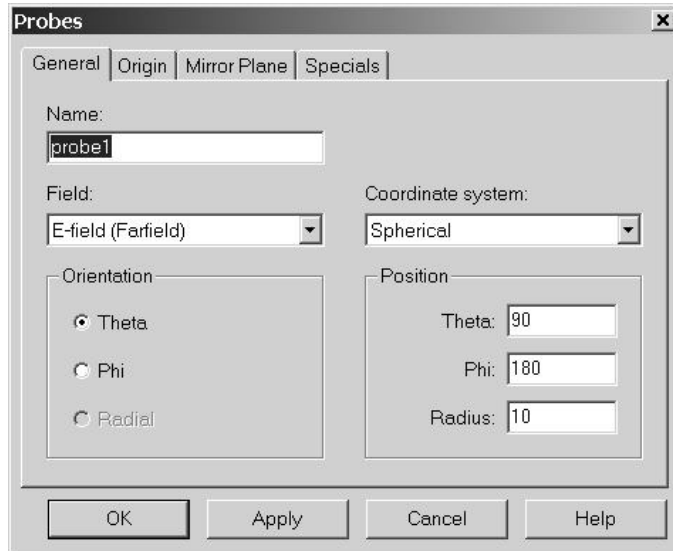 Probes
General Origin Mirror Plane Specials
Name:
probe1
Field: Coordinate system:
E-field (Farfield) Spherical
Orientation Position
Theta Theta: 90
Phi Phi: 180
Radial Radius: 10
OK Apply Cancel Help